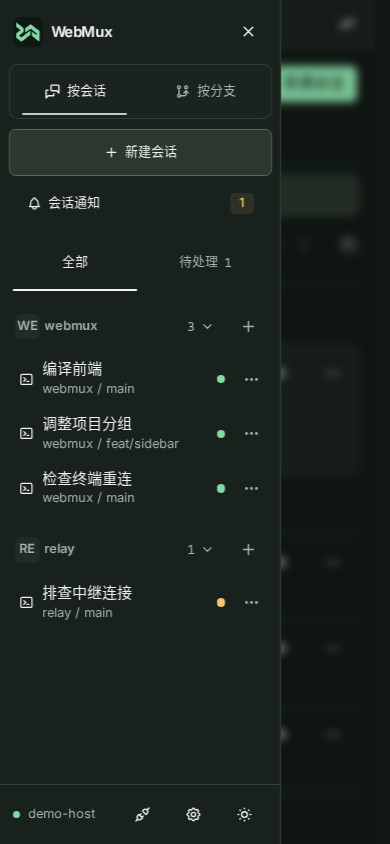 WebMux
按会话
按分支
新建会话
会话通知
1
全部
待处理 1
WE webmux
3
编译前端
webmux / main
调整项目分组
webmux / feat/sidebar
检查终端重连
webmux / main
RE relay
1
排查中继连接
relay / main
demo-host